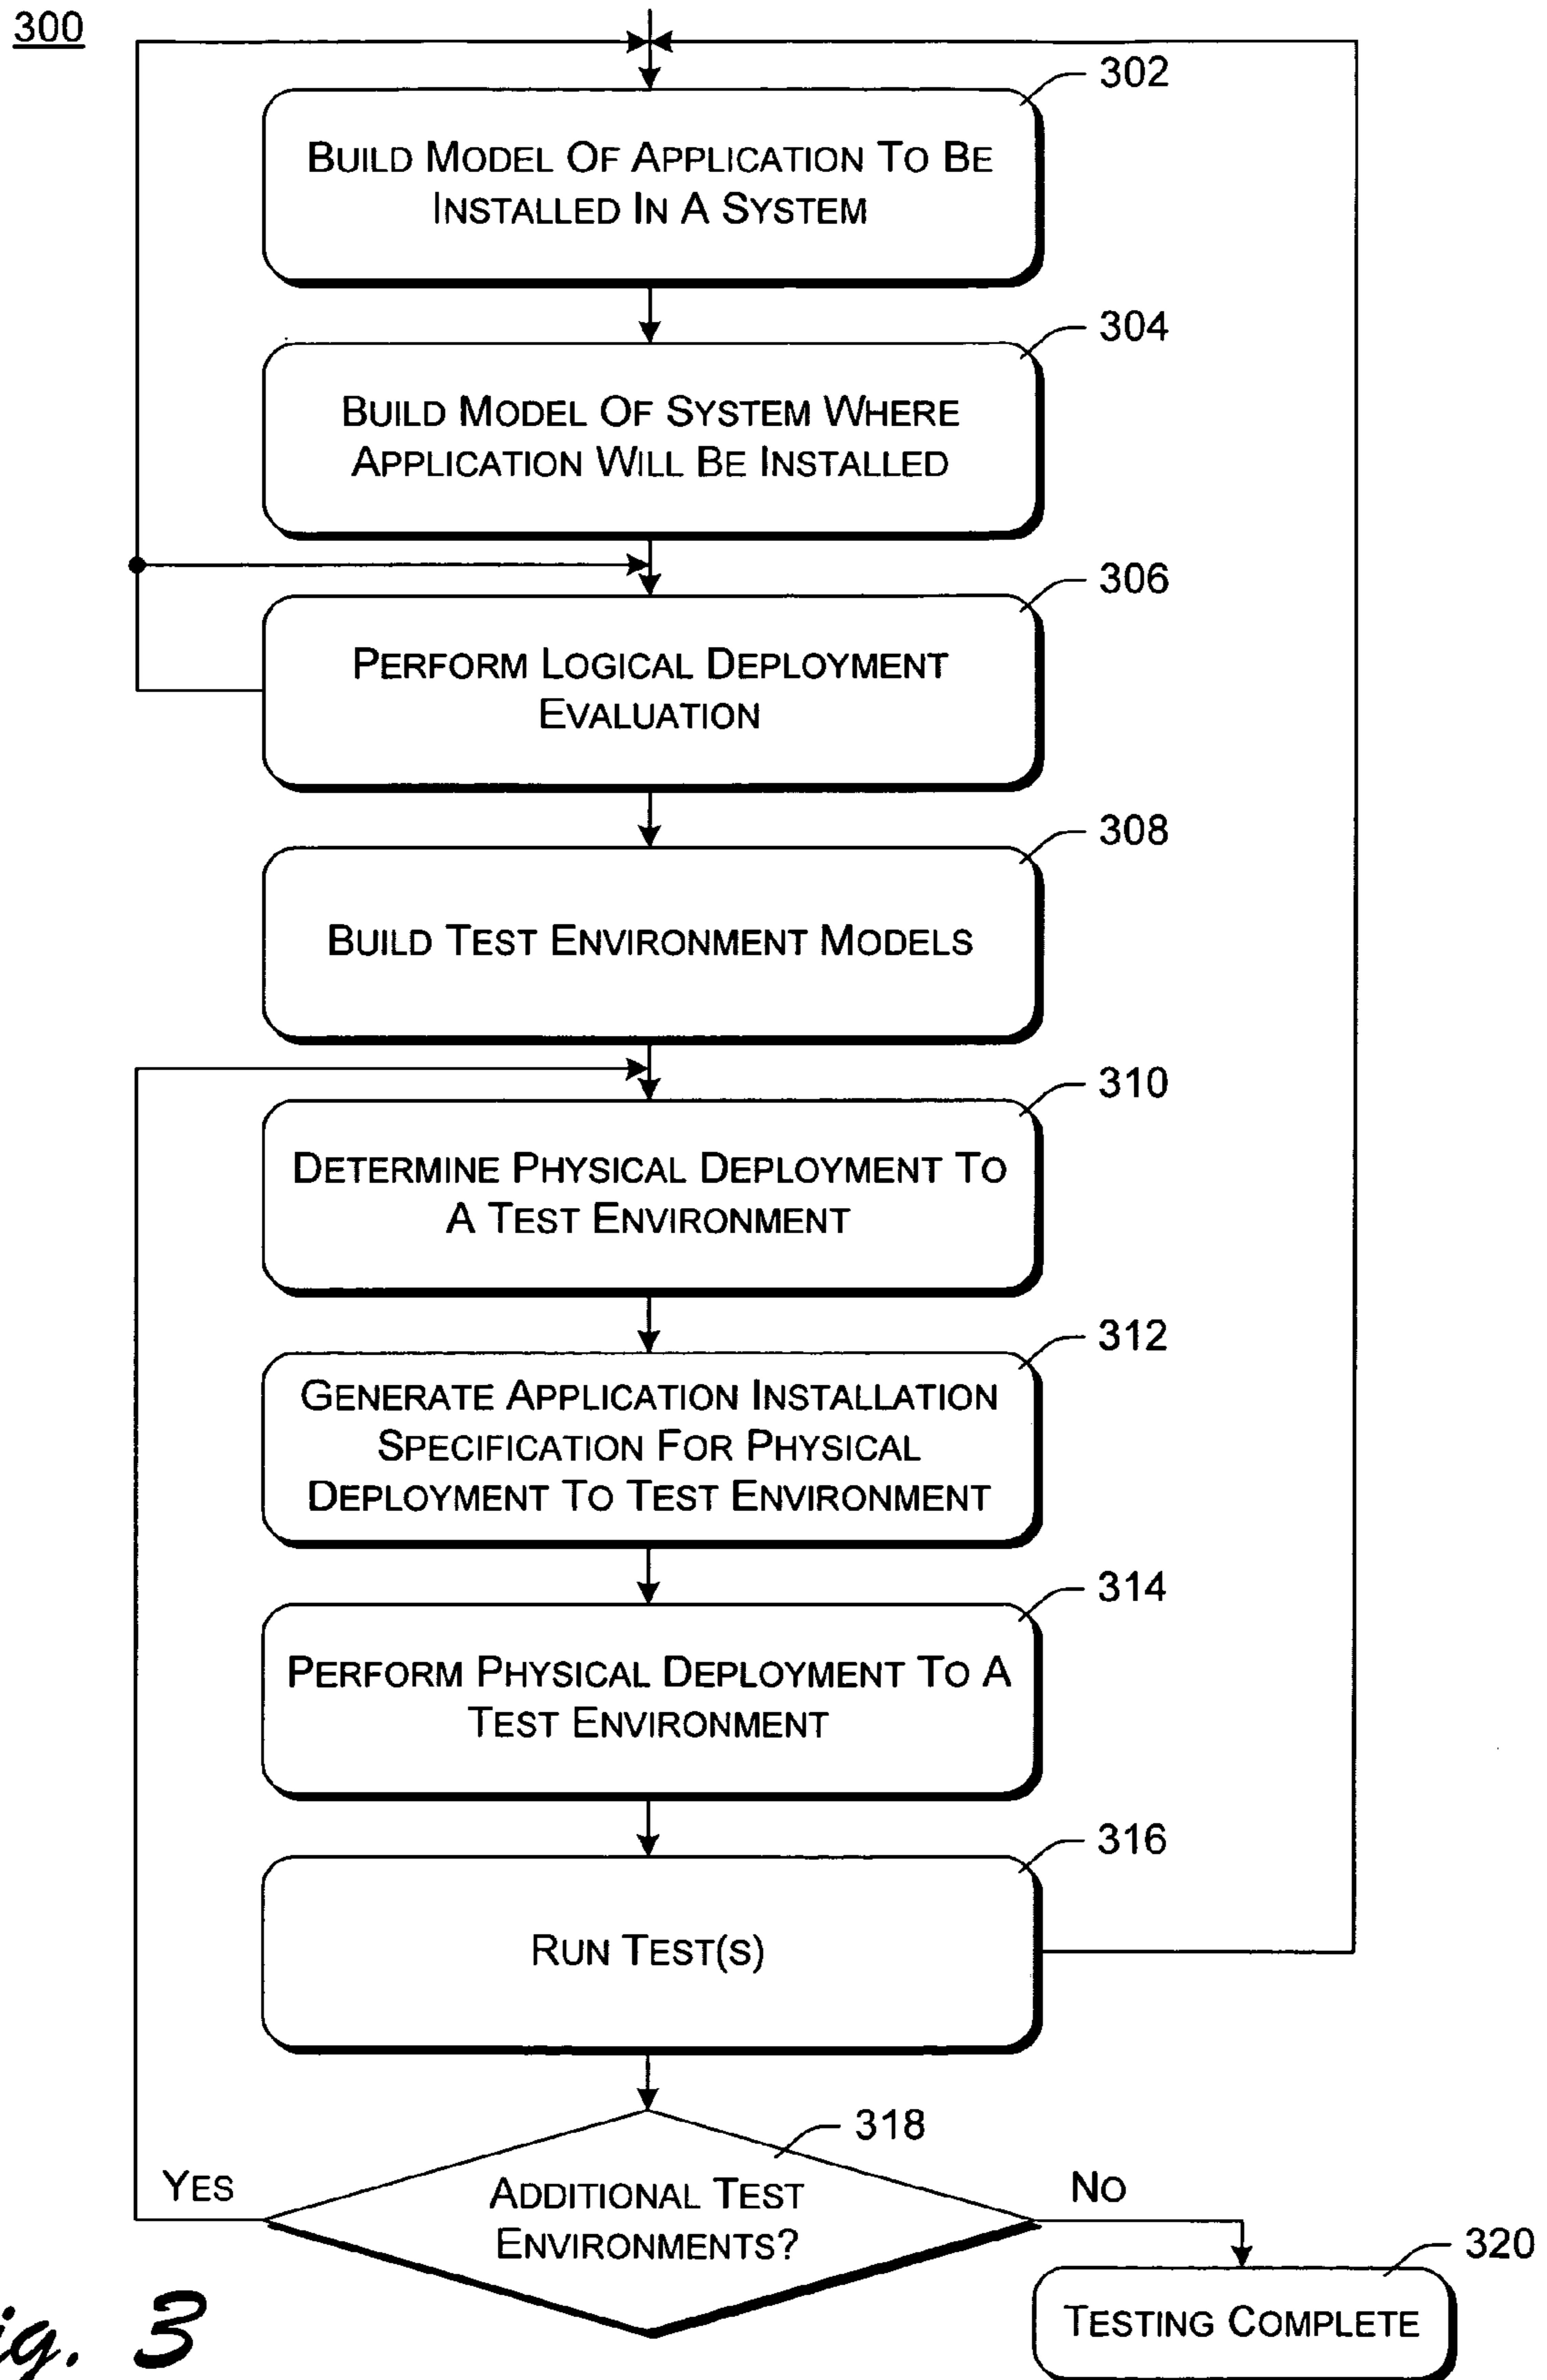 300
302
BUILD MODEL OF APPLICATION TO BE
INSTALLED IN A SYSTEM
304
BUILD MODEL OF SYSTEM WHERE
APPLICATION WILL BE INSTALLED
306
PERFORM LOGICAL DEPLOYMENT
EVALUATION
308
BUILD TEST ENVIRONMENT MODELS
310
DETERMINE PHYSICAL DEPLOYMENT TO
A TEST ENVIRONMENT
312
GENERATE APPLICATION INSTALLATION
SPECIFICATION FOR PHYSICAL
DEPLOYMENT TO TEST ENVIRONMENT
314
PERFORM PHYSICAL DEPLOYMENT TO A
TEST ENVIRONMENT
316
RUN TEST(S)
318
YES
ADDITIONAL TEST
ENVIRONMENTS?
NO
320
TESTING COMPLETE
ig. 3